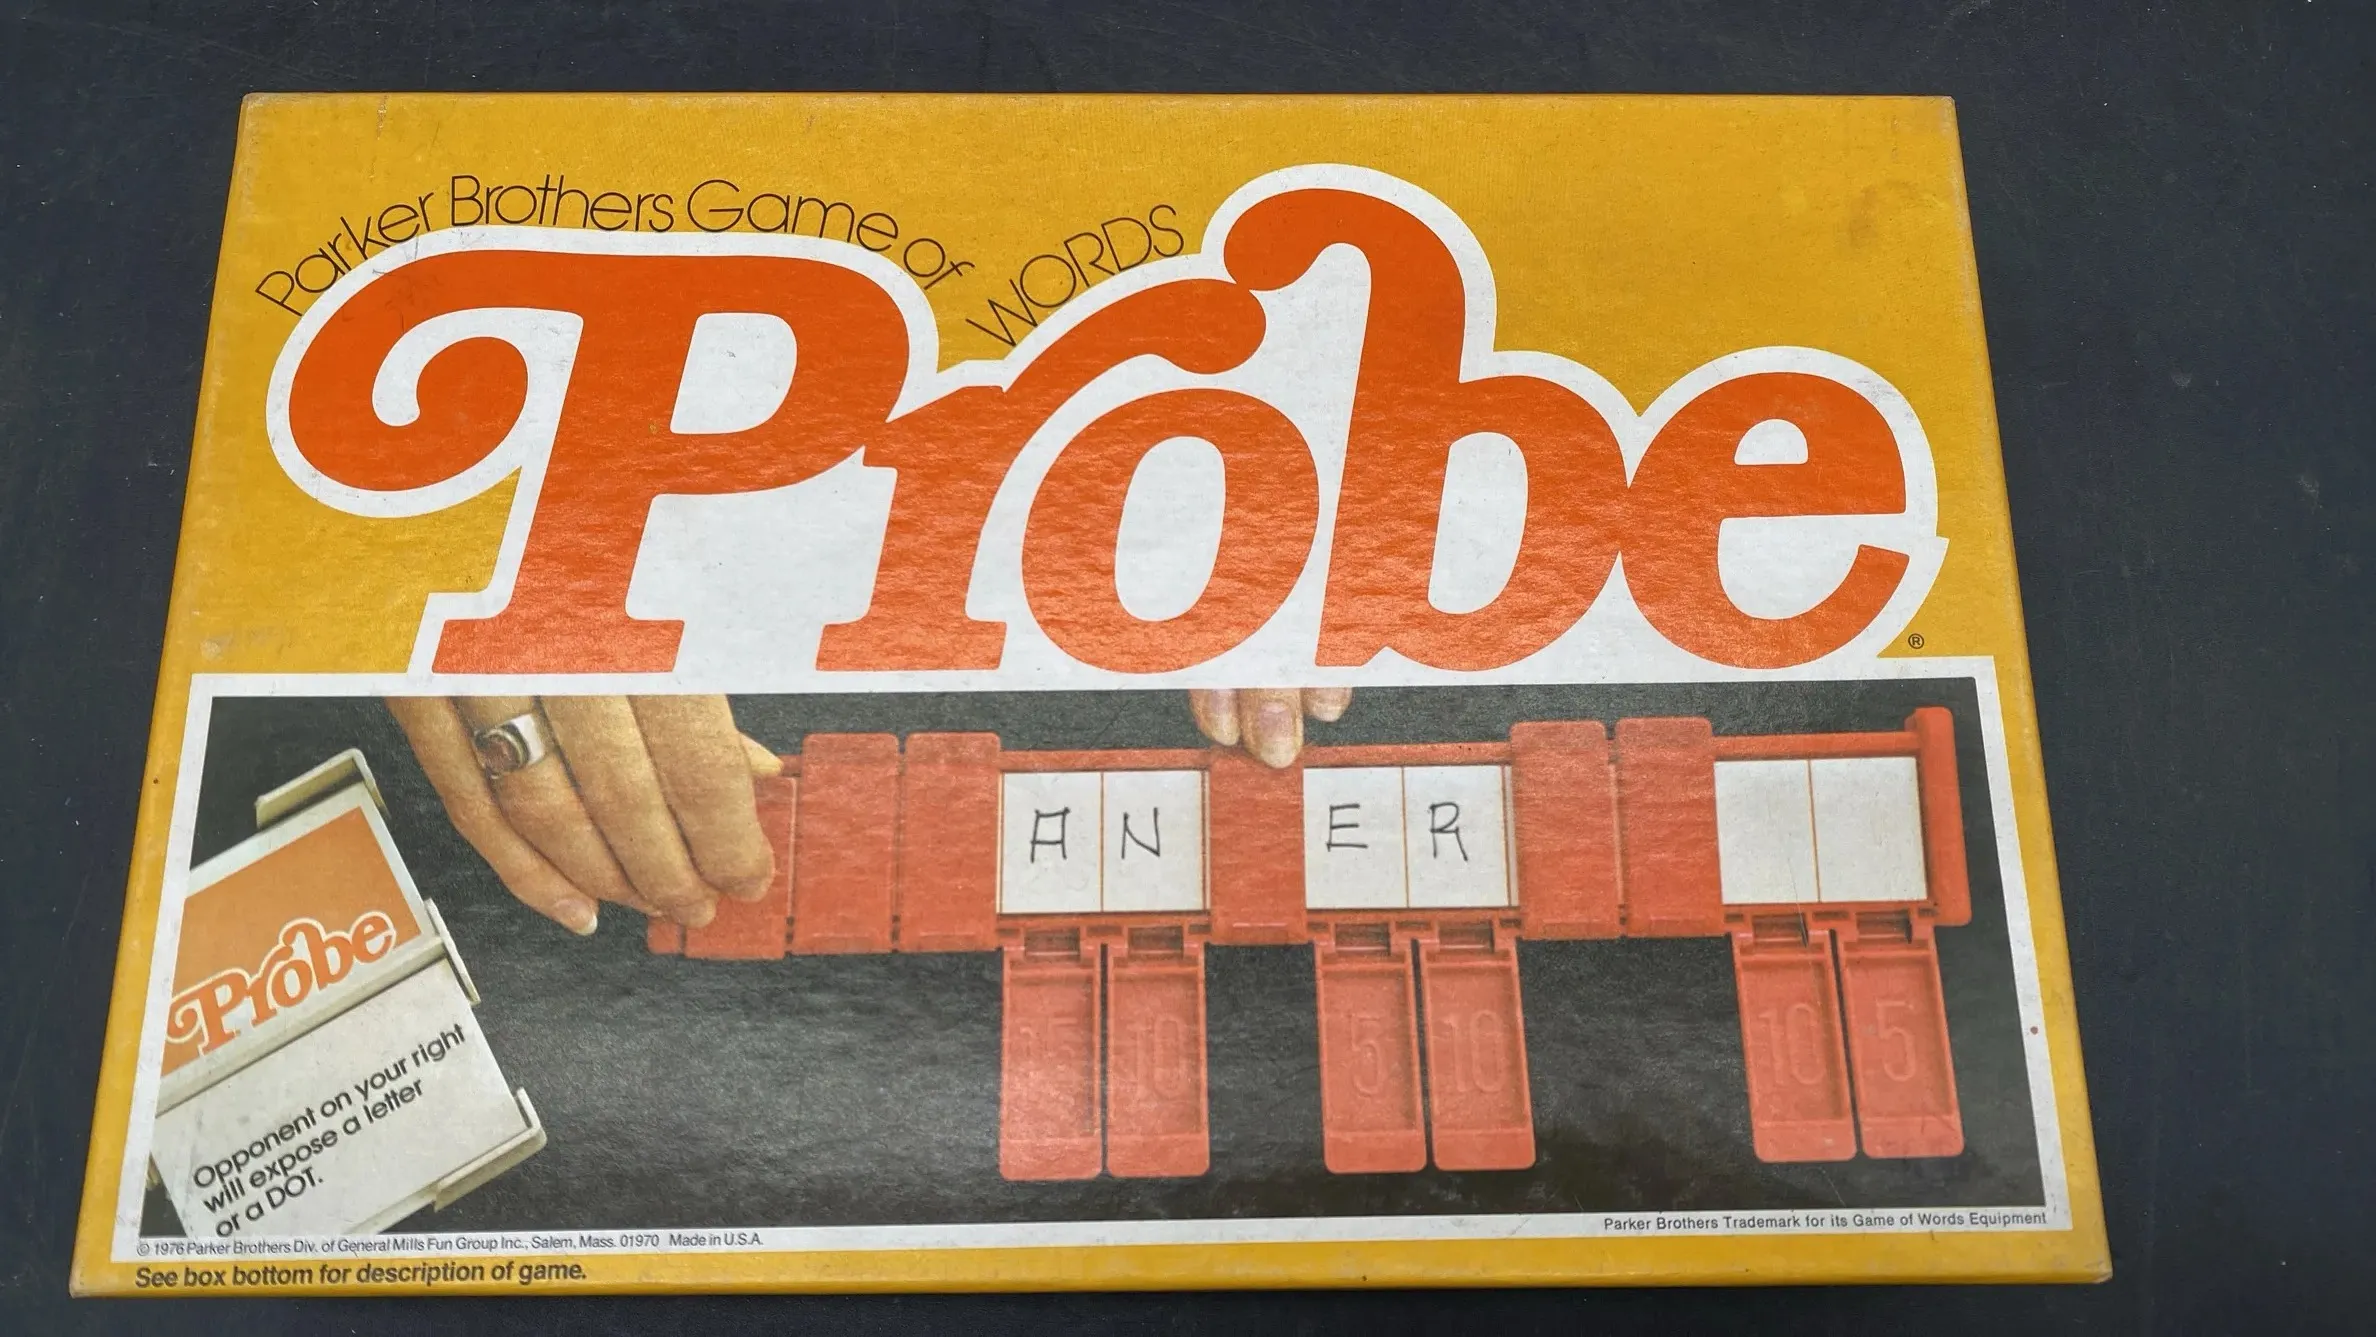 Parker Brothers Game of WORDS
Probe
®
A N E R
Probe
Opponent on your right
will expose a letter
or a DOT.
15 10 5 10 10 5
Parker Brothers Trademark for its Game of Words Equipment
© 1976 Parker Brothers Div. of General Mills Fun Group Inc., Salem, Mass. 01970 Made in U.S.A.
See box bottom for description of game.